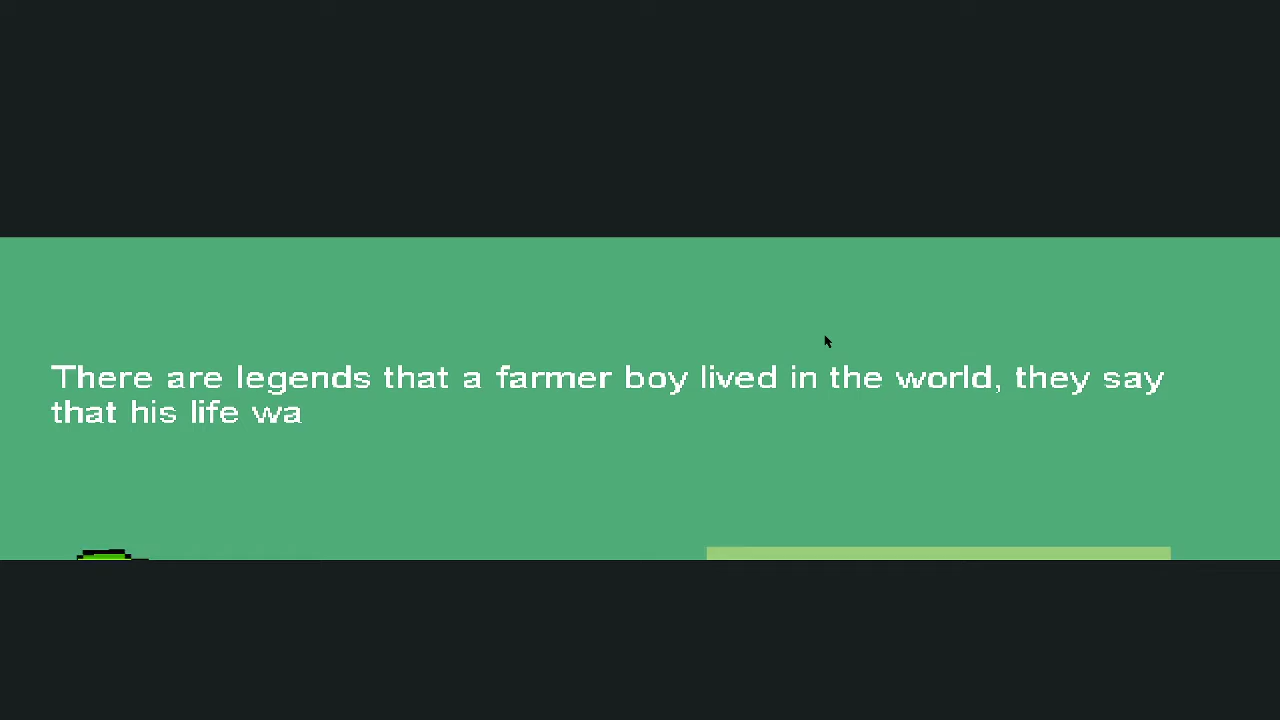 There are legends that a farmer boy lived in the world, they say
that his life wa